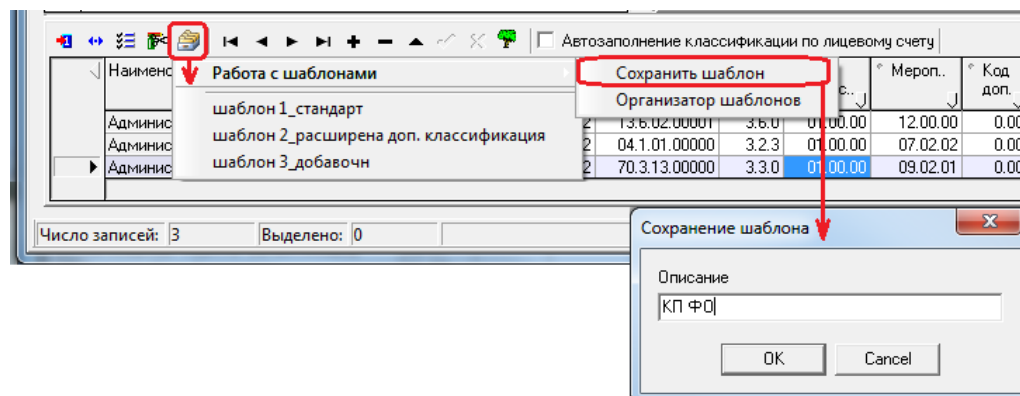 Автозаполнение классификации по лицевому счету
Наименс
Работа с шаблонами
Сохранить шаблон
с..
Мероп..
Код
доп.
шаблон 1_стандарт
Организатор шаблонов
Админис
2 13.6.02.00001 3.6.0 01.00.00 12.00.00 0.00
шаблон 2_расширена доп. классификация
Админис
2 04.1.01.00000 3.2.3 01.00.00 07.02.02 0.00
шаблон 3_добавочн
Админис
2 70.3.13.00000 3.3.0 01.00.00 09.02.01 0.00
Число записей: 3 Выделено: 0
Сохранение шаблона
Описание
КП ФО
OK Cancel